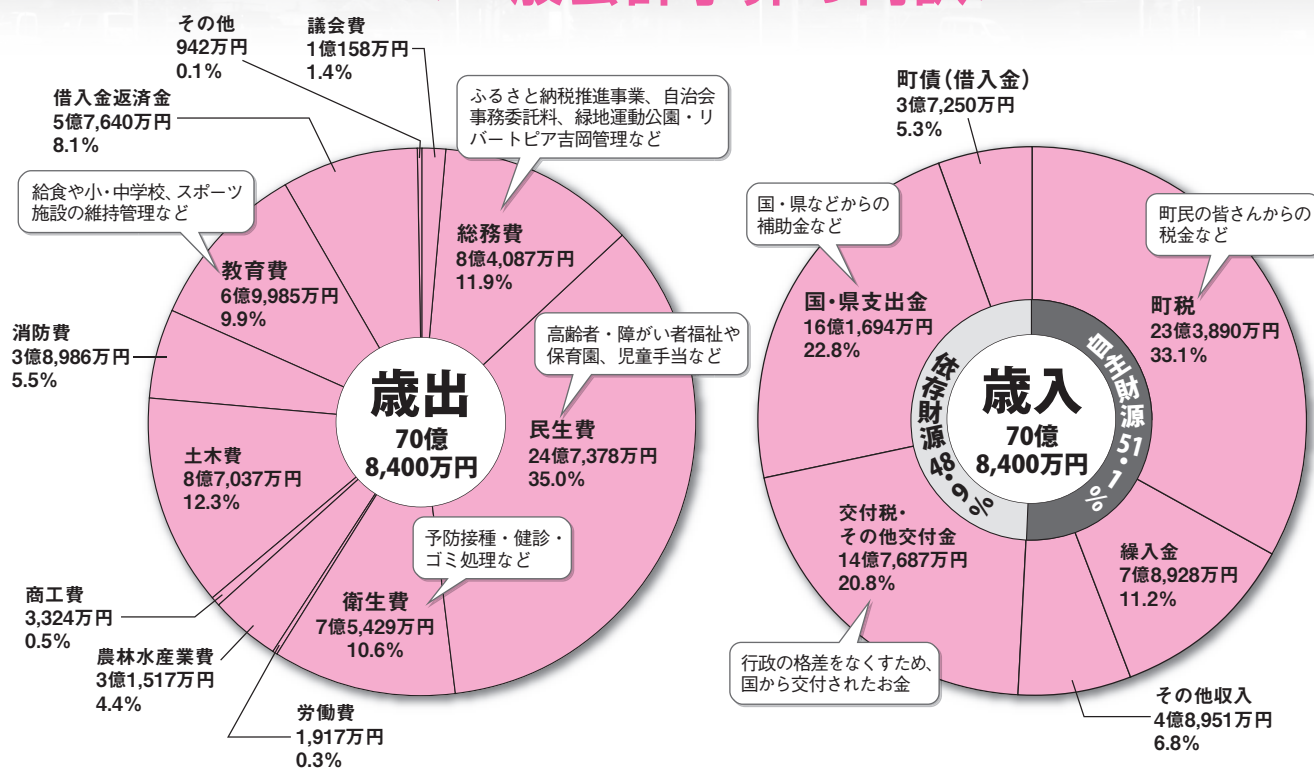 その他
942万円
0.1%
議会費
1億158万円
1.4%
借入金返済金
5億7,640万円
8.1%
ふるさと納税推進事業、自治会
事務委託料、緑地運動公園・リ
バートピア吉岡管理など
給食や小・中学校、スポーツ
施設の維持管理など
総務費
8億4,087万円
11.9%
教育費
6億9,985万円
9.9%
消防費
3億8,986万円
5.5%
高齢者・障がい者福祉や
保育園、児童手当など
歳出
70億
8,400万円
民生費
24億7,378万円
35.0%
土木費
8億7,037万円
12.3%
予防接種・健診・
ゴミ処理など
衛生費
7億5,429万円
10.6%
商工費
3,324万円
0.5%
農林水産業費
3億1,517万円
4.4%
労働費
1,917万円
0.3%
町債（借入金）
3億7,250万円
5.3%
国・県などからの
補助金など
町民の皆さんからの
税金など
国・県支出金
16億1,694万円
22.8%
町税
23億3,890万円
33.1%
依存財源48・9%
自主財源51・1%
歳入
70億
8,400万円
交付税・
その他交付金
14億7,687万円
20.8%
繰入金
7億8,928万円
11.2%
行政の格差をなくすため、
国から交付されたお金
その他収入
4億8,951万円
6.8%